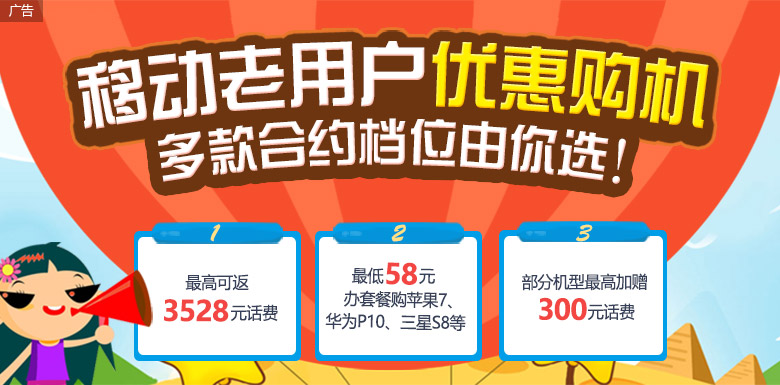 广告
移动老用户优惠购机
多款合约档位由你选!
1
最高可返
3528元话费
2
最低58元
办套餐购苹果7、
华为P10、三星S8等
3
部分机型最高加赠
300元话费